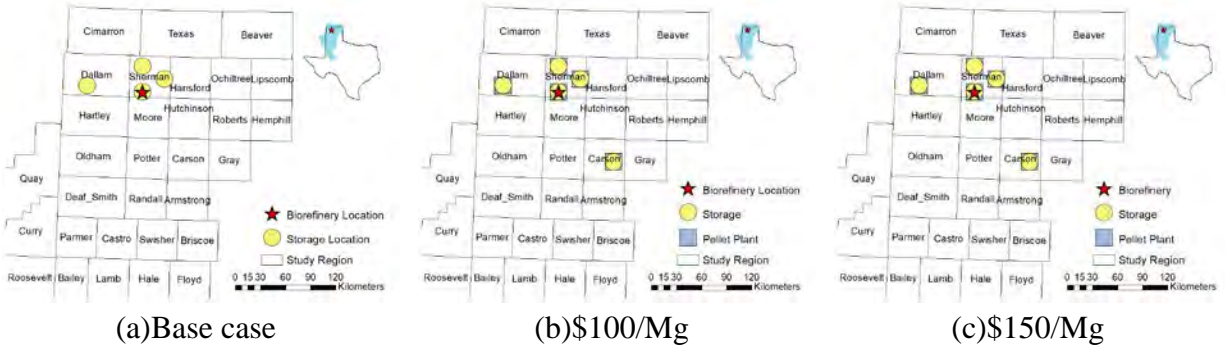 Cimarron Texas Beaver
Dallam Sherman Hansford Ochiltree Lipscomb
Hartley Moore Hutchinson Roberts Hemphill
Oldham Potter Carson Gray
Quay
Deaf_Smith Randall Armstrong
Curry
Parmer Castro Swisher Briscoe
Roosevelt Bailey Lamb Hale Floyd
Biorefinery Location
Storage Location
Study Region
0 15 30 60 90 120
Kilometers
(a)Base case
Cimarron Texas Beaver
Dallam Sherman Hansford Ochiltree Lipscomb
Hartley Moore Hutchinson Roberts Hemphill
Oldham Potter Carson Gray
Quay
Deaf_Smith Randall Armstrong
Curry
Parmer Castro Swisher Briscoe
Roosevelt Bailey Lamb Hale Floyd
Biorefinery Location
Storage
Pellet Plant
Study Region
0 15 30 60 90 120
Kilometers
(b)$100/Mg
Cimarron Texas Beaver
Dallam Sherman Hansford Ochiltree Lipscomb
Hartley Moore Hutchinson Roberts Hemphill
Oldham Potter Carson Gray
Quay
Deaf_Smith Randall Armstrong
Curry
Parmer Castro Swisher Briscoe
Roosevelt Bailey Lamb Hale Floyd
Biorefinery
Storage
Pellet Plant
Study Region
0 15 30 60 90 120
Kilometers
(c)$150/Mg